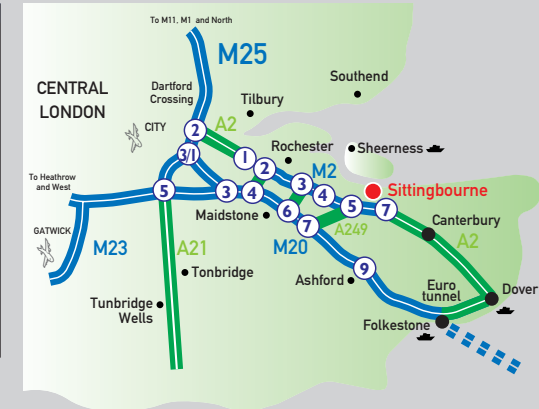 To M11, M1 and North
M25
CENTRAL
LONDON
Dartford
Crossing
Southend
Tilbury
CITY
2
A2
3/1
1
2
Rochester
Sheerness
M2
3
4
5
7
Sittingbourne
To Heathrow
and West
5
3
4
Maidstone
6
7
A249
Canterbury
A2
GATWICK
M23
A21
M20
Tonbridge
9
Ashford
Tunbridge
Wells
Euro
tunnel
Dover
Folkestone